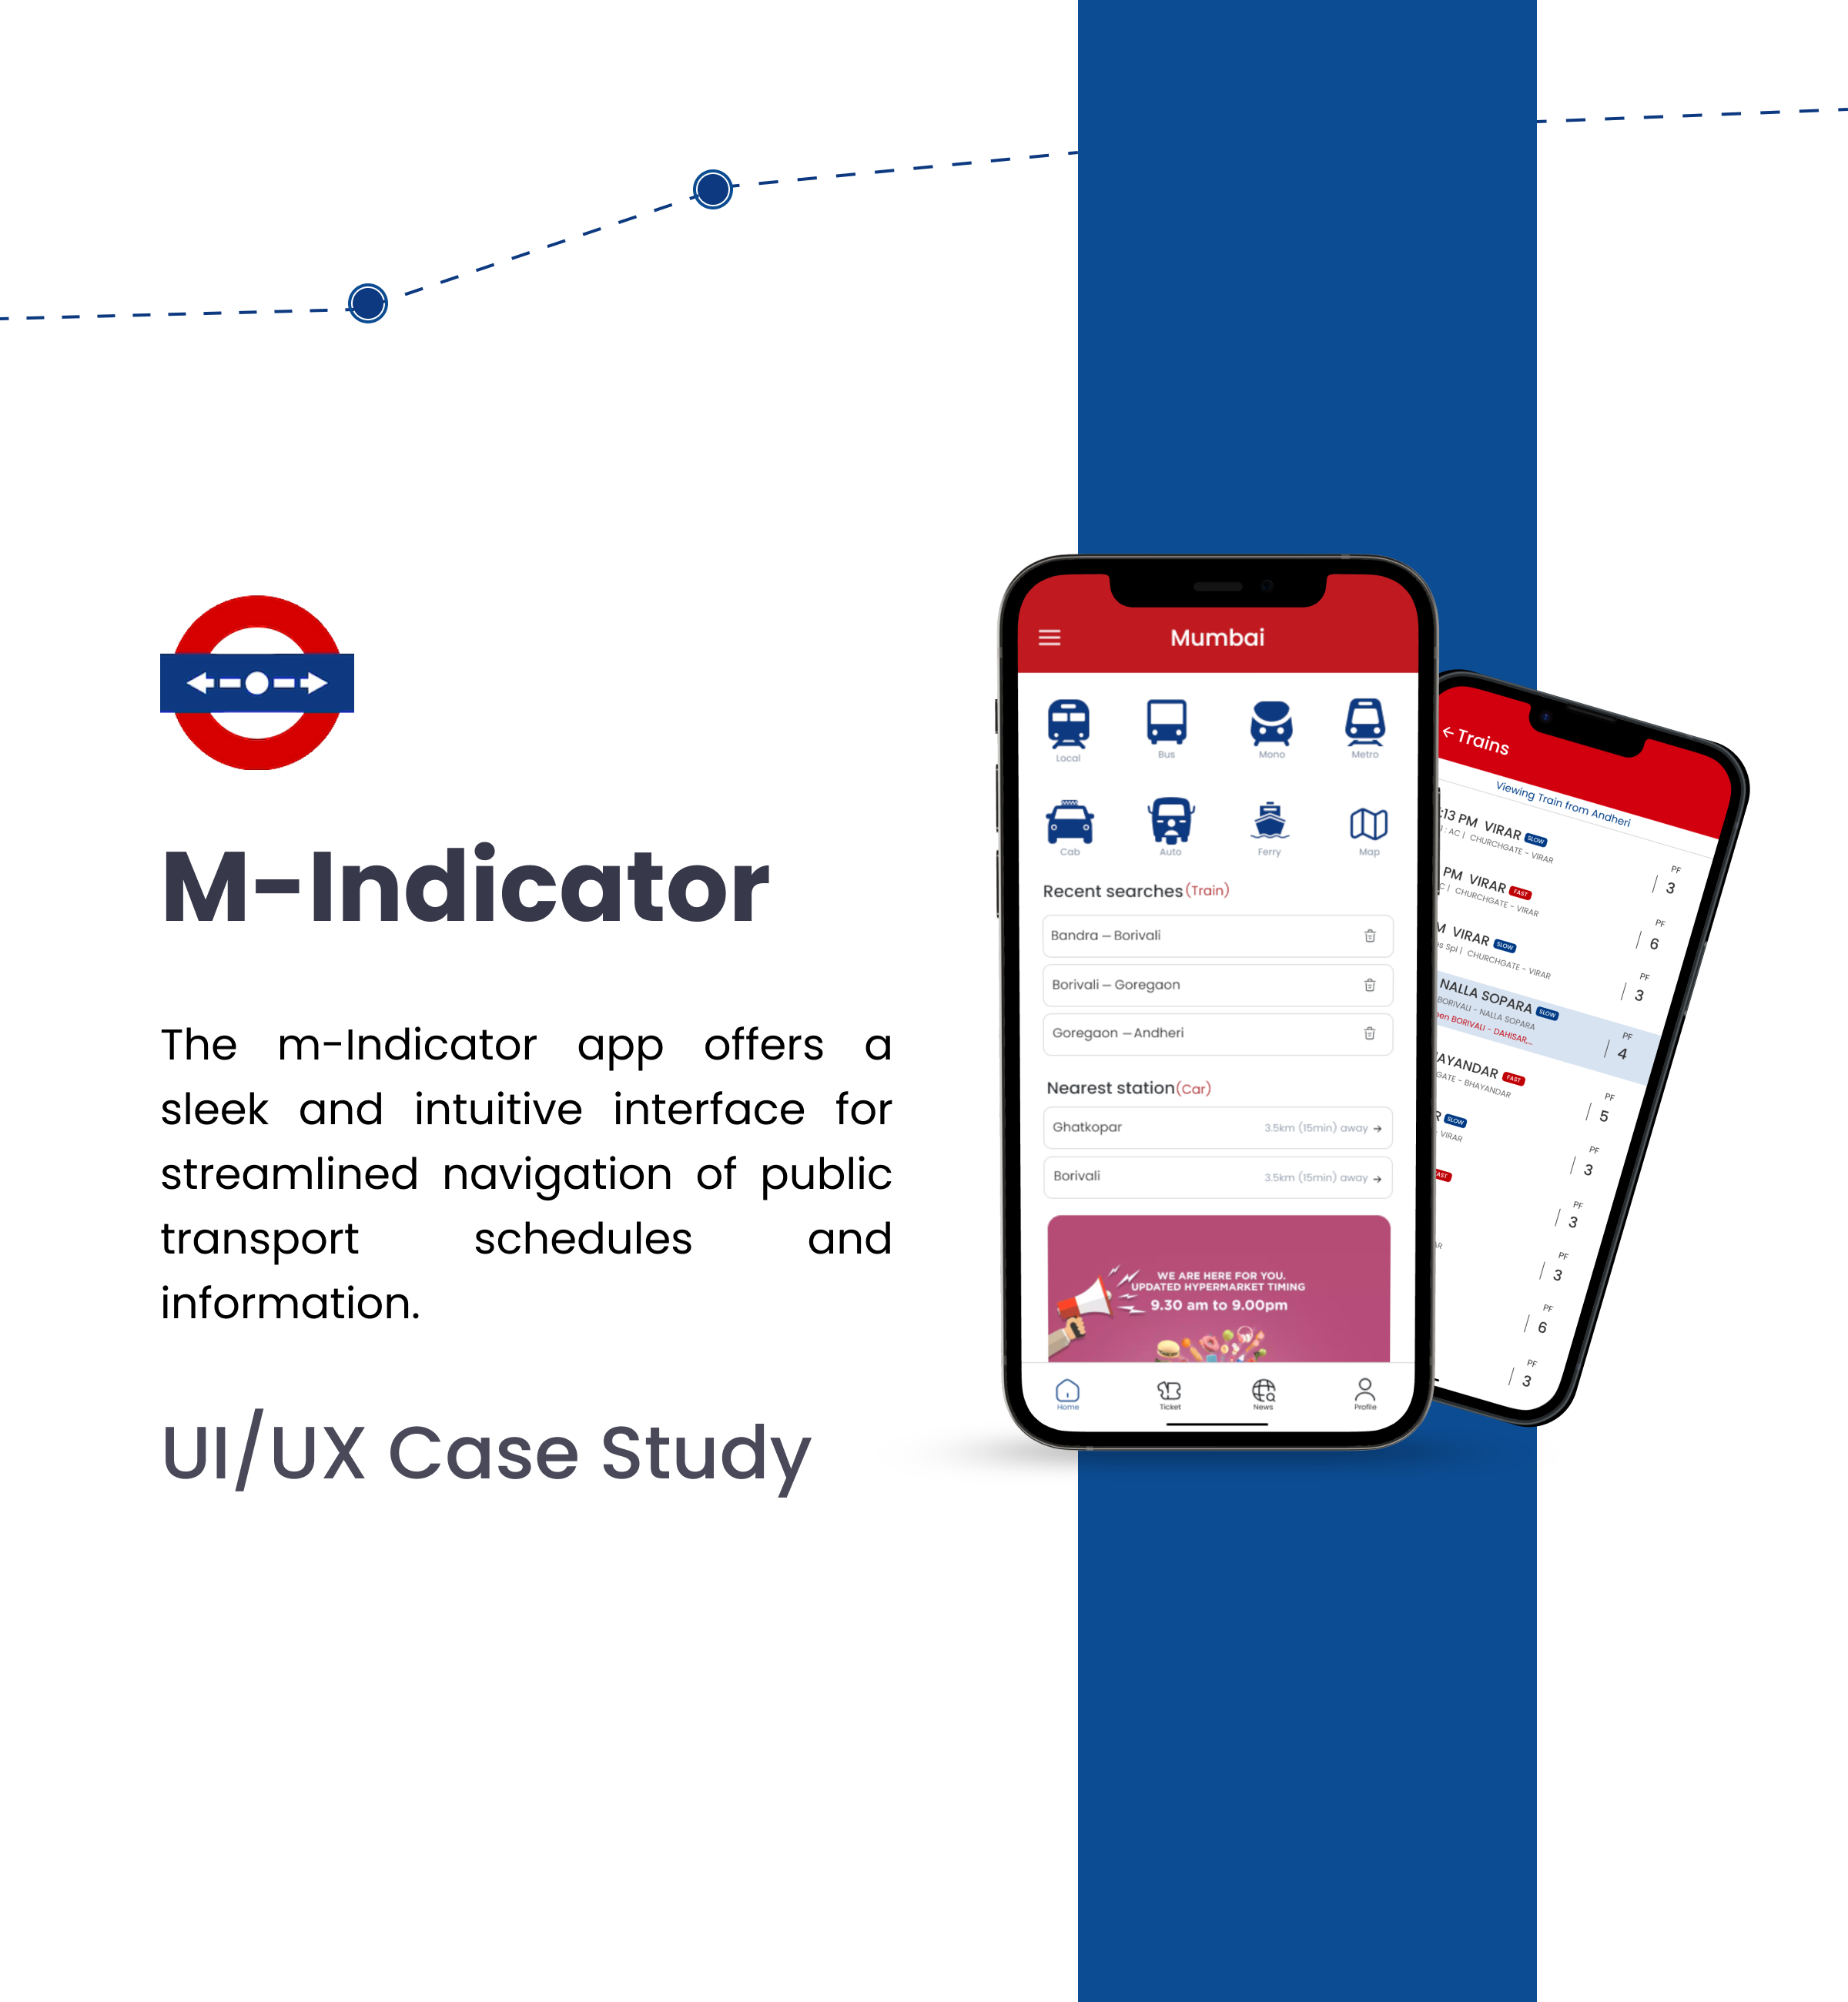 M-Indicator
The m-Indicator app offers a
sleek and intuitive interface for
streamlined navigation of public
transport schedules and
information.
UI/UX Case Study
Mumbai
Local Bus Mono Metro
Cab Auto Ferry Map
Recent searches(Train)
Bandra – Borivali
Borivali – Goregaon
Goregaon – Andheri
Nearest station(Car)
Ghatkopar 3.5km (15min) away →
Borivali 3.5km (15min) away →
WE ARE HERE FOR YOU.
UPDATED HYPERMARKET TIMING
9.30 am to 9.00pm
Home Ticket News Profile
← Trains
Viewing Train from Andheri
:13 PM VIRAR SLOW PF
: AC | CHURCHGATE - VIRAR 3
PM VIRAR FAST PF
| CHURCHGATE - VIRAR 6
VIRAR SLOW PF
Spl | CHURCHGATE - VIRAR 3
NALLA SOPARA SLOW PF
BORIVALI - NALLA SOPARA 4
BORIVALI - DAHISAR...
AYANDAR FAST PF
GATE - BHAYANDAR 5
R SLOW PF
- VIRAR 3
PF
3
PF
3
PF
6
PF
3